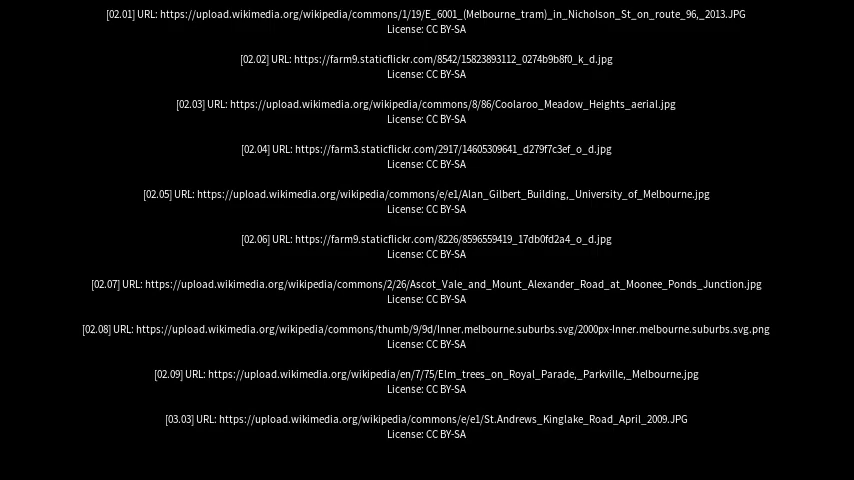 [02.01] URL: https://upload.wikimedia.org/wikipedia/commons/1/19/E_6001_(Melbourne_tram)_in_Nicholson_St_on_route_96,_2013.JPG
License: CC BY-SA
[02.02] URL: https://farm9.staticflickr.com/8542/15823893112_0274b9b8f0_k_d.jpg
License: CC BY-SA
[02.03] URL: https://upload.wikimedia.org/wikipedia/commons/8/86/Coolaroo_Meadow_Heights_aerial.jpg
License: CC BY-SA
[02.04] URL: https://farm3.staticflickr.com/2917/14605309641_d279f7c3ef_o_d.jpg
License: CC BY-SA
[02.05] URL: https://upload.wikimedia.org/wikipedia/commons/e/e1/Alan_Gilbert_Building,_University_of_Melbourne.jpg
License: CC BY-SA
[02.06] URL: https://farm9.staticflickr.com/8226/8596559419_17db0fd2a4_o_d.jpg
License: CC BY-SA
[02.07] URL: https://upload.wikimedia.org/wikipedia/commons/2/26/Ascot_Vale_and_Mount_Alexander_Road_at_Moonee_Ponds_Junction.jpg
License: CC BY-SA
[02.08] URL: https://upload.wikimedia.org/wikipedia/commons/thumb/9/9d/Inner.melbourne.suburbs.svg/2000px-Inner.melbourne.suburbs.svg.png
License: CC BY-SA
[02.09] URL: https://upload.wikimedia.org/wikipedia/en/7/75/Elm_trees_on_Royal_Parade,_Parkville,_Melbourne.jpg
License: CC BY-SA
[03.03] URL: https://upload.wikimedia.org/wikipedia/commons/e/e1/St.Andrews_Kinglake_Road_April_2009.JPG
License: CC BY-SA